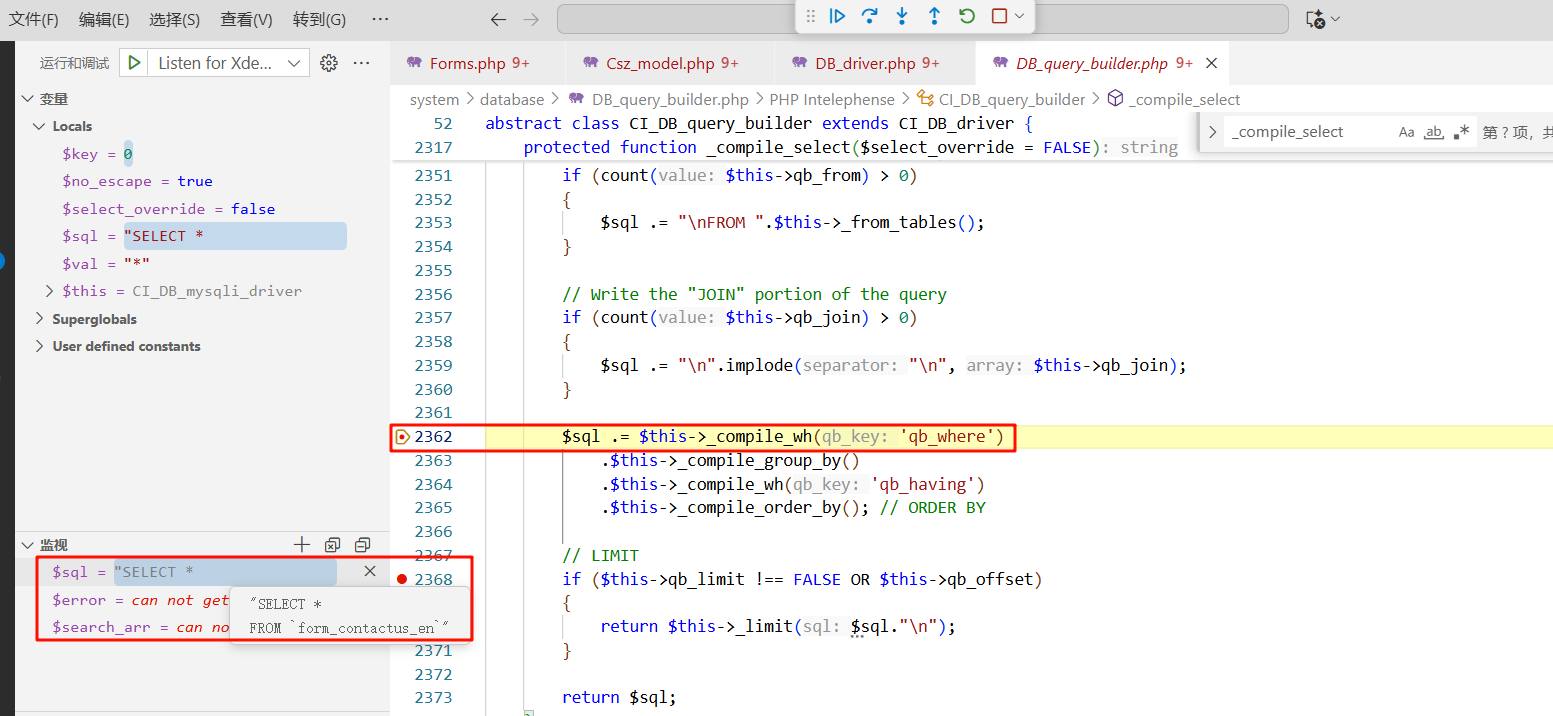 文件(F) 编辑(E) 选择(S) 查看(V) 转到(G) ···
运行和调试 Listen for Xde... ···
Forms.php 9+ Csz_model.php 9+ DB_driver.php 9+ DB_query_builder.php 9+
system > database > DB_query_builder.php > PHP Intelephense > CI_DB_query_builder > _compile_select
变量
Locals
$key = 0
$no_escape = true
$select_override = false
$sql = "SELECT *
$val = "*"
$this = CI_DB_mysqli_driver
Superglobals
User defined constants
监视
$sql = "SELECT *
$error = can not get
$search_arr = can no
"SELECT *
FROM `form_contactus_en`"
_compile_select Aa ab 第 ? 项, 共
52 abstract class CI_DB_query_builder extends CI_DB_driver {
2317 protected function _compile_select($select_override = FALSE): string
2351 if (count(value: $this->qb_from) > 0)
2352 {
2353 $sql .= "\nFROM ".$this->_from_tables();
2354 }
2355
2356 // Write the "JOIN" portion of the query
2357 if (count(value: $this->qb_join) > 0)
2358 {
2359 $sql .= "\n".implode(separator: "\n", array: $this->qb_join);
2360 }
2361
2362 $sql .= $this->_compile_wh(qb_key: 'qb_where')
2363 .$this->_compile_group_by()
2364 .$this->_compile_wh(qb_key: 'qb_having')
2365 .$this->_compile_order_by(); // ORDER BY
2366
2367 // LIMIT
2368 if ($this->qb_limit !== FALSE OR $this->qb_offset)
{
return $this->_limit(sql: $sql."\n");
2371 }
2372
2373 return $sql;